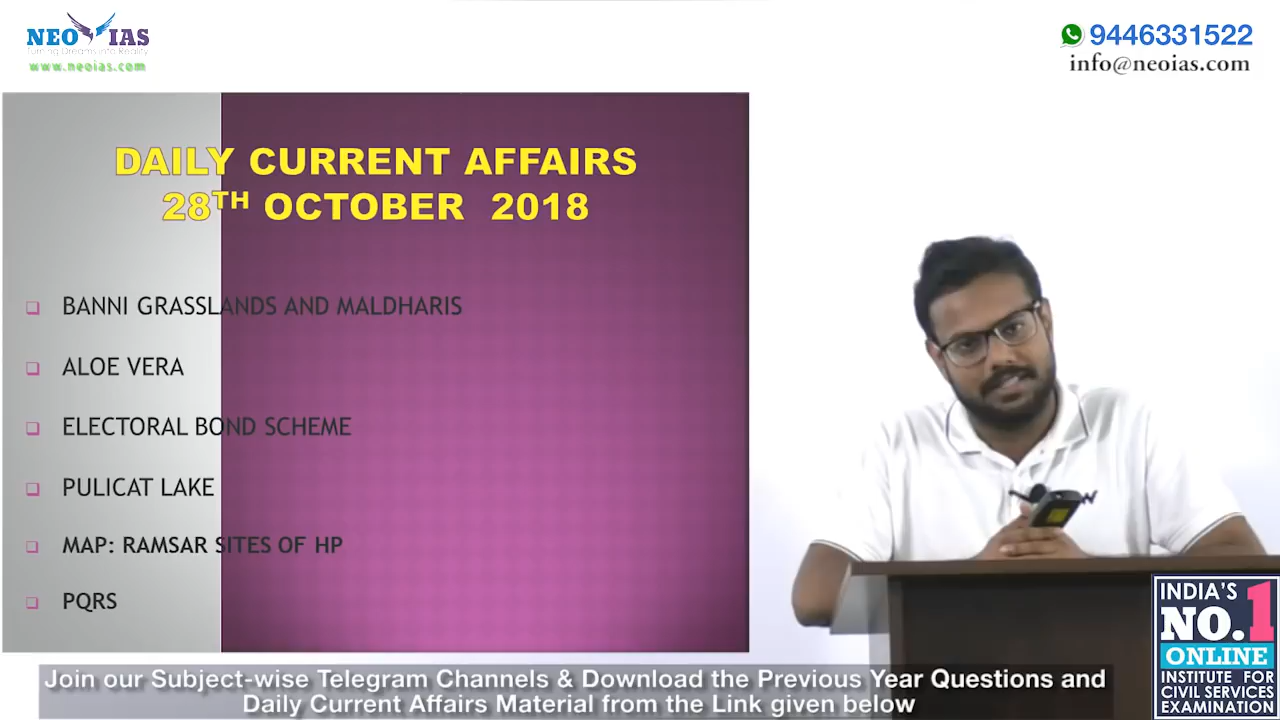 NEO IAS
Turning Dreams into Reality
www.neoias.com
9446331522
info@neoias.com
DAILY CURRENT AFFAIRS
28TH OCTOBER 2018
BANNI GRASSLANDS AND MALDHARIS
ALOE VERA
ELECTORAL BOND SCHEME
PULICAT LAKE
MAP: RAMSAR SITES OF HP
PQRS
INDIA'S
NO.1
ONLINE
INSTITUTE FOR
CIVIL SERVICES
EXAMINATION
Join our Subject-wise Telegram Channels & Download the Previous Year Questions and
Daily Current Affairs Material from the Link given below